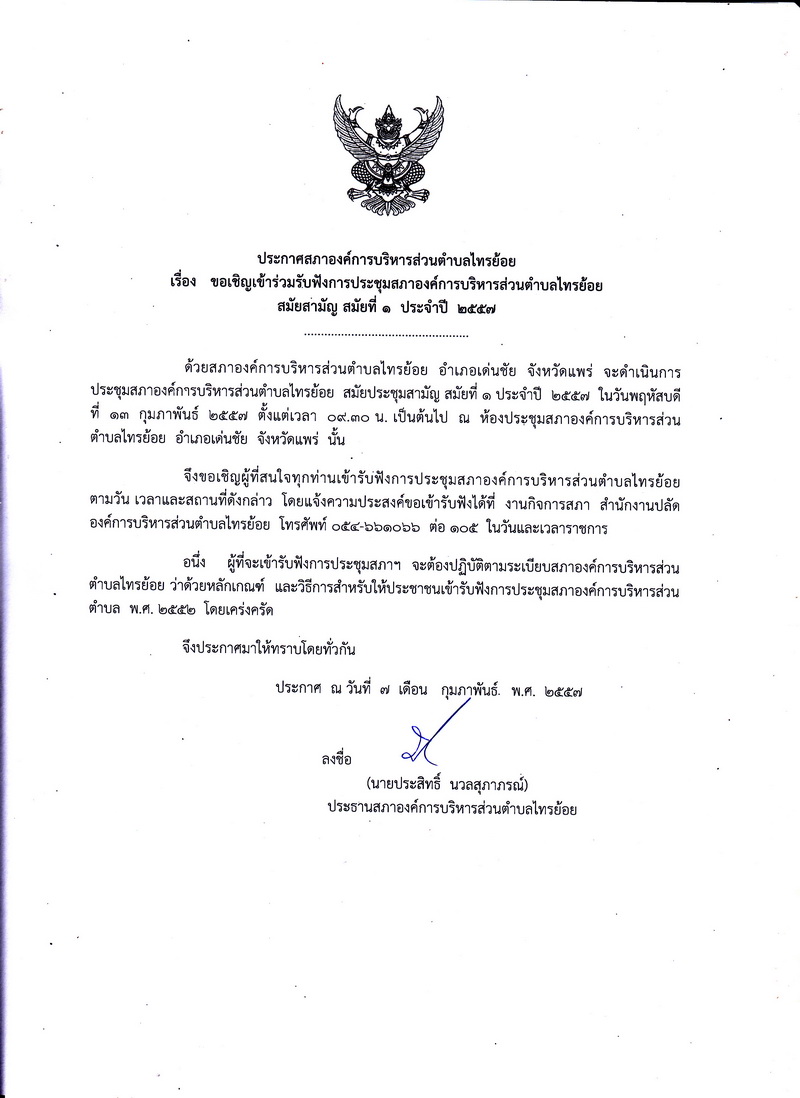 ประกาศสภาองค์การบริหารส่วนตำบลไทรย้อย
เรื่อง ขอเชิญเข้าร่วมรับฟังการประชุมสภาองค์การบริหารส่วนตำบลไทรย้อย
สมัยสามัญ สมัยที่ ๑ ประจำปี ๒๕๕๗
................................................
ด้วยสภาองค์การบริหารส่วนตำบลไทรย้อย อำเภอเด่นชัย จังหวัดแพร่ จะดำเนินการ
ประชุมสภาองค์การบริหารส่วนตำบลไทรย้อย สมัยประชุมสามัญ สมัยที่ ๑ ประจำปี ๒๕๕๗ ในวันพฤหัสบดี
ที่ ๑๓ กุมภาพันธ์ ๒๕๕๗ ตั้งแต่เวลา ๐๙.๓๐ น. เป็นต้นไป ณ ห้องประชุมสภาองค์การบริหารส่วน
ตำบลไทรย้อย อำเภอเด่นชัย จังหวัดแพร่ นั้น
จึงขอเชิญผู้ที่สนใจทุกท่านเข้ารับฟังการประชุมสภาองค์การบริหารส่วนตำบลไทรย้อย
ตามวัน เวลาและสถานที่ดังกล่าว โดยแจ้งความประสงค์ขอเข้ารับฟังได้ที่ งานกิจการสภา สำนักงานปลัด
องค์การบริหารส่วนตำบลไทรย้อย โทรศัพท์ ๐๕๔-๖๖๑๐๖๖ ต่อ ๑๐๕ ในวันและเวลาราชการ
อนึ่ง ผู้ที่จะเข้ารับฟังการประชุมสภาฯ จะต้องปฏิบัติตามระเบียบสภาองค์การบริหารส่วน
ตำบลไทรย้อย ว่าด้วยหลักเกณฑ์ และวิธีการสำหรับให้ประชาชนเข้ารับฟังการประชุมสภาองค์การบริหารส่วน
ตำบล พ.ศ. ๒๕๕๒ โดยเคร่งครัด
จึงประกาศมาให้ทราบโดยทั่วกัน
ประกาศ ณ วันที่ ๗ เดือน กุมภาพันธ์. พ.ศ. ๒๕๕๗
ลงชื่อ
(นายประสิทธิ์ นวลสุภาภรณ์)
ประธานสภาองค์การบริหารส่วนตำบลไทรย้อย